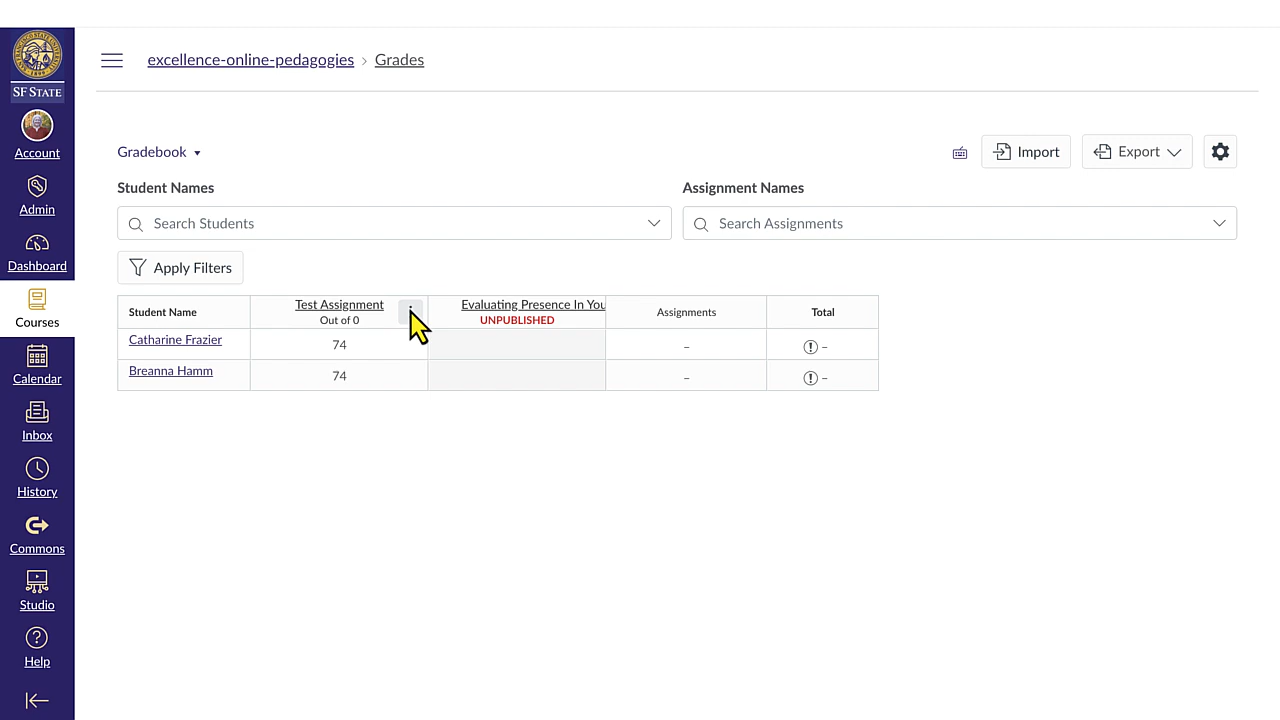 SF STATE
Account
Admin
Dashboard
Courses
Calendar
Inbox
History
Commons
Studio
Help
excellence-online-pedagogies › Grades
Gradebook
Import
Export
Student Names
Assignment Names
Search Students
Search Assignments
Apply Filters
Student Name
Test Assignment
Out of 0
Evaluating Presence In You
UNPUBLISHED
Assignments
Total
Catharine Frazier 74 – –
Breanna Hamm 74 – –